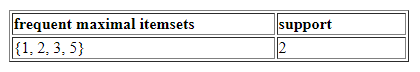 frequent maximal itemsets support
{1, 2, 3, 5} 2